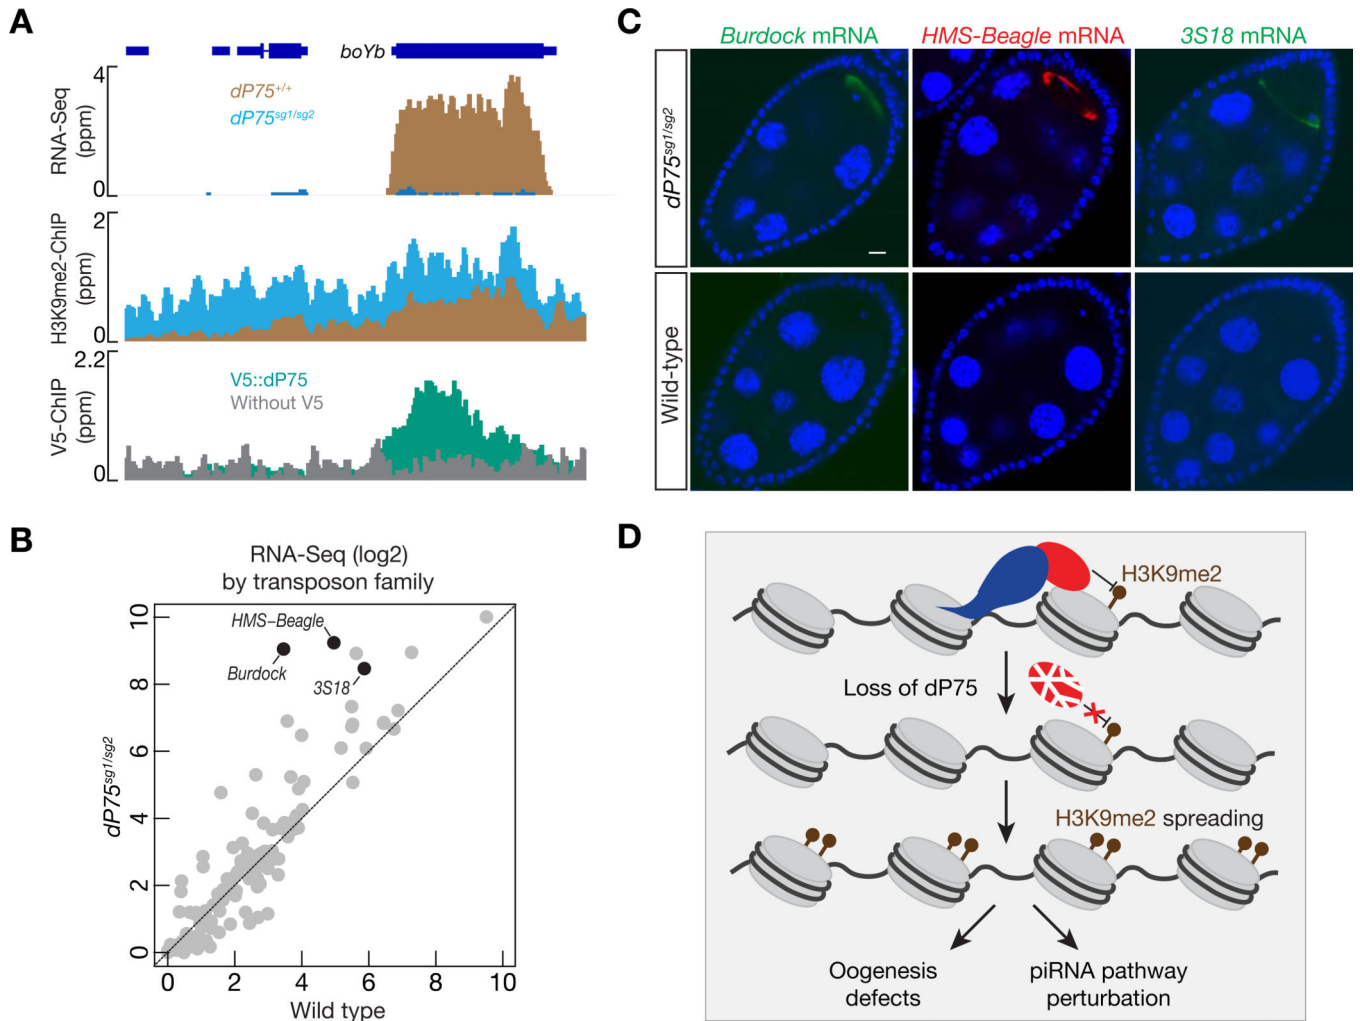 A
boYb
4
RNA-Seq
(ppm)
0
dP75+/+
dP75sg1/sg2
2
H3K9me2-ChIP
(ppm)
0
2.2
V5-ChIP
(ppm)
0
V5::dP75
Without V5
B
RNA-Seq (log2)
by transposon family
dP75sg1/sg2
10
8
6
4
2
0
HMS-Beagle
Burdock
3S18
0 2 4 6 8 10
Wild type
C
Burdock mRNA HMS-Beagle mRNA 3S18 mRNA
dP75sg1/sg2
Wild-type
D
H3K9me2
Loss of dP75
H3K9me2 spreading
Oogenesis
defects
piRNA pathway
perturbation